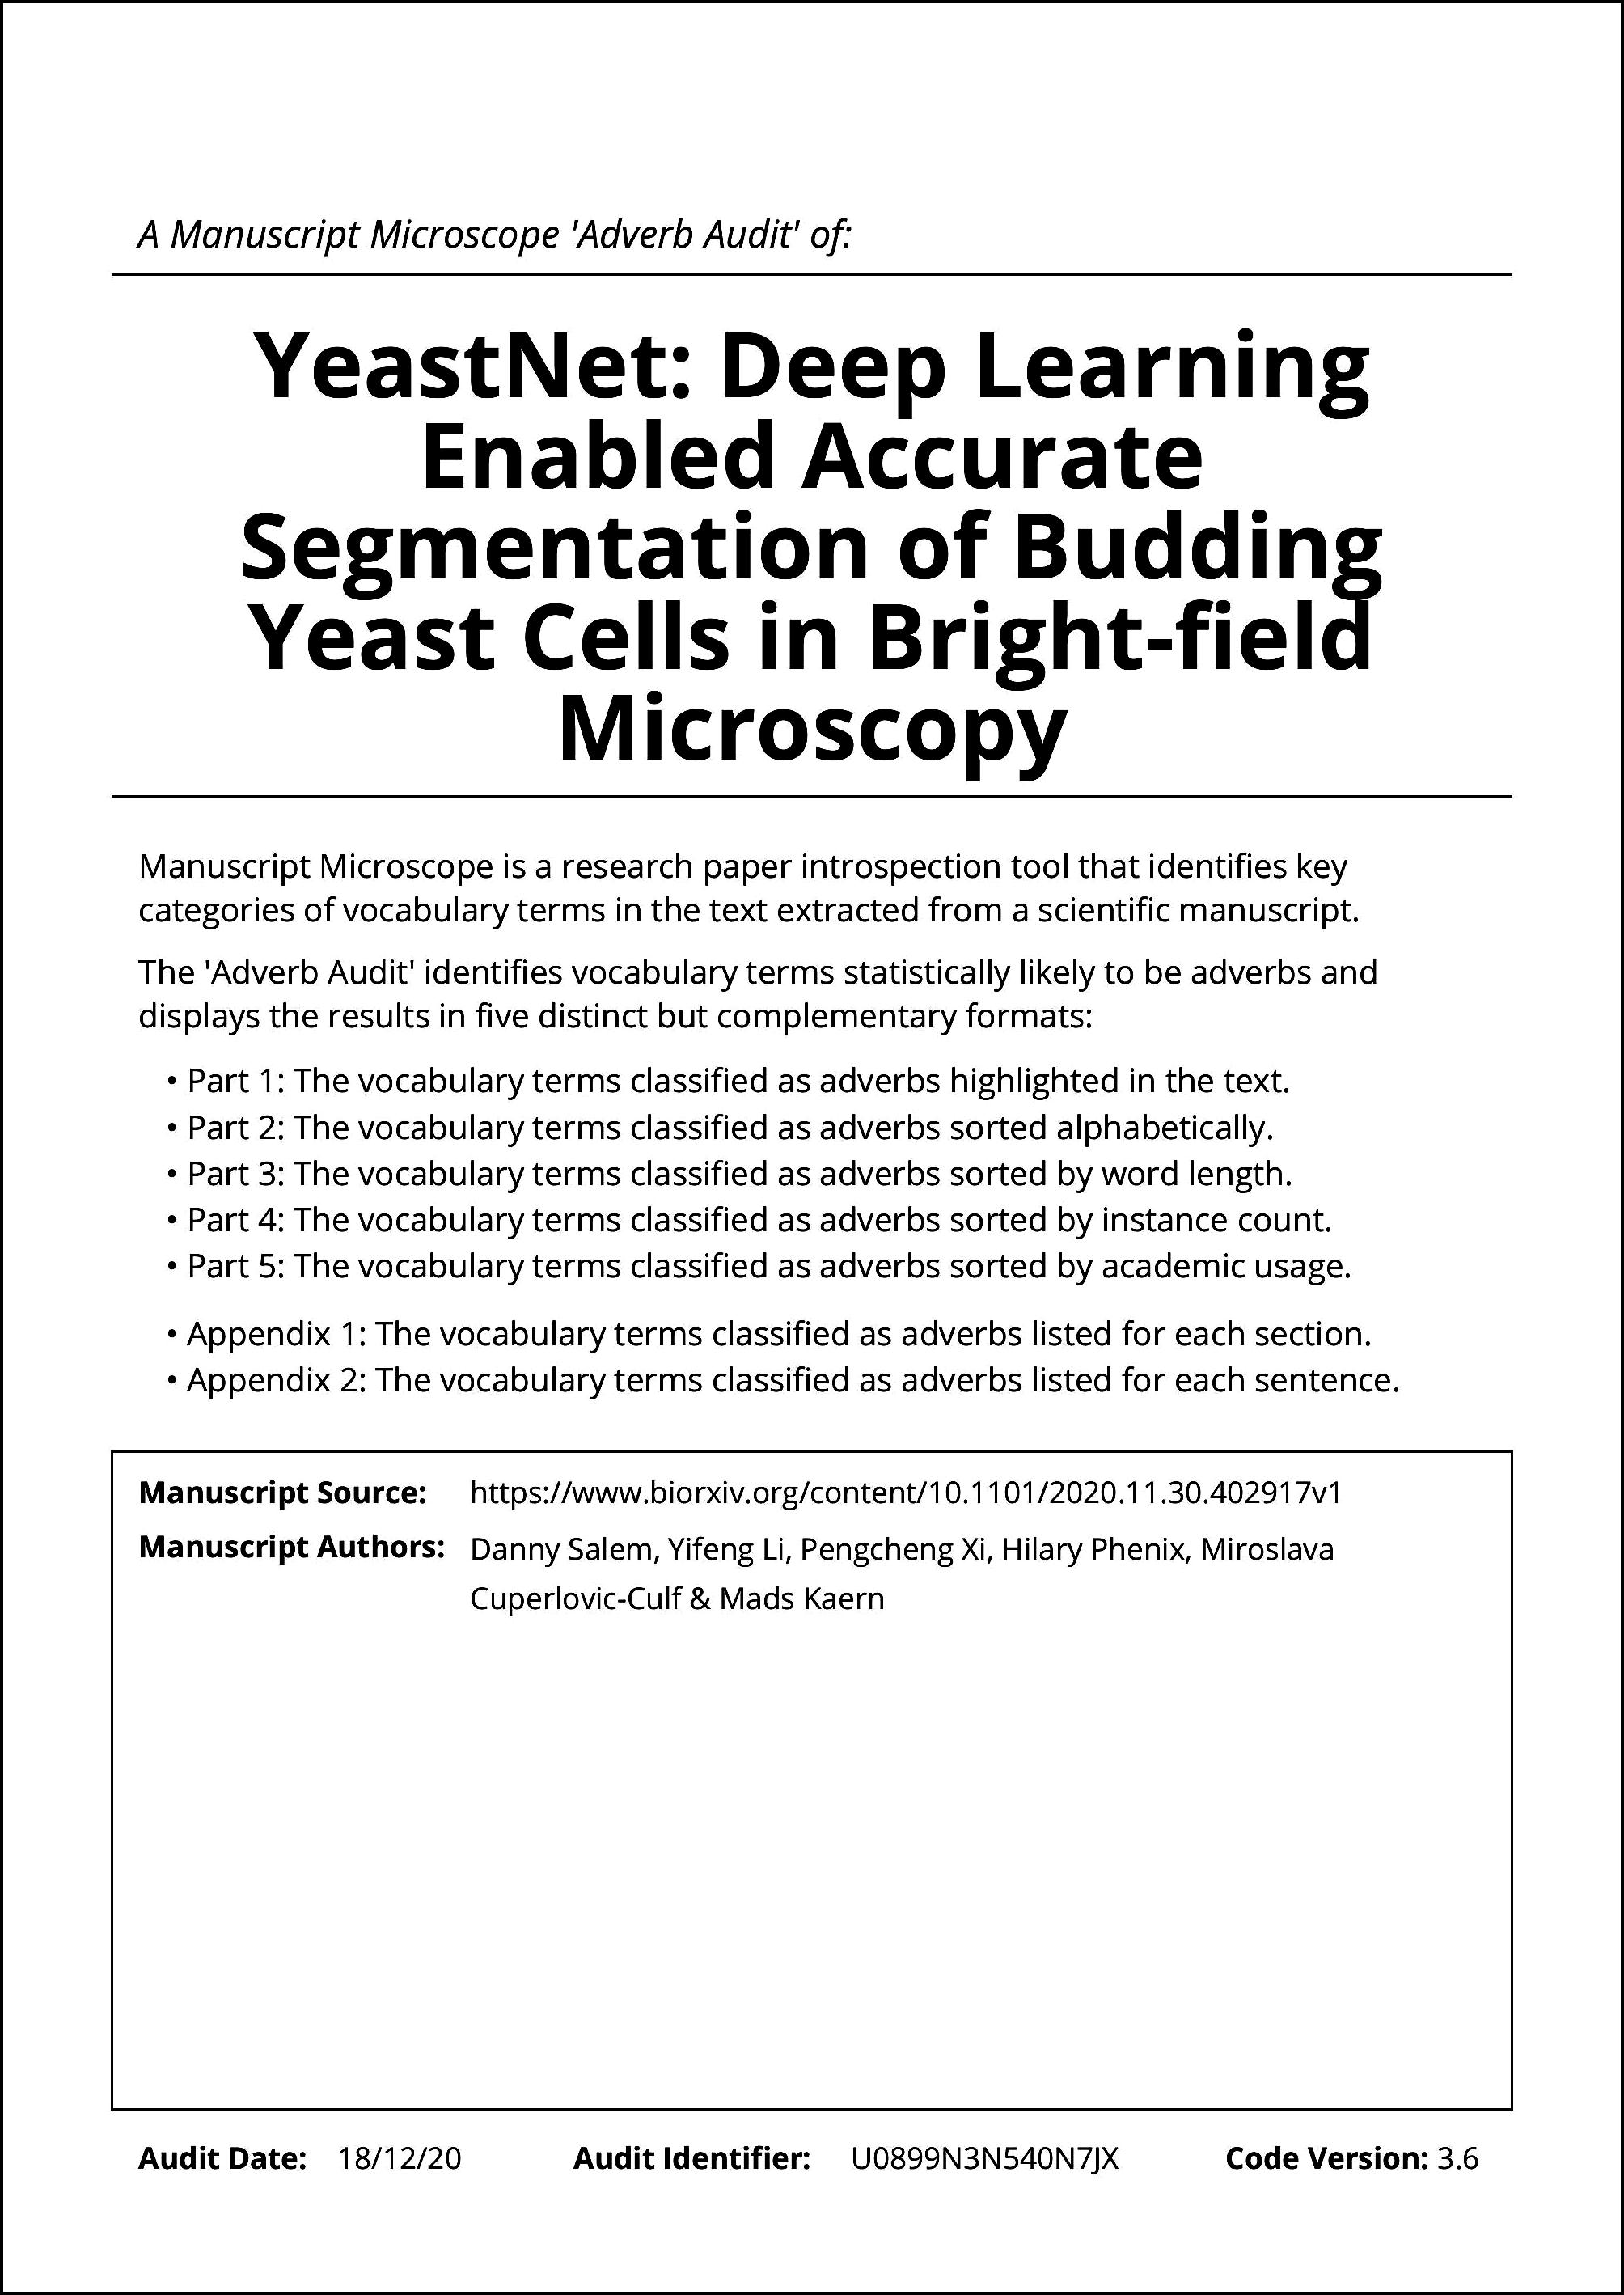 A Manuscript Microscope 'Adverb Audit' of:
YeastNet: Deep Learning
Enabled Accurate
Segmentation of Budding
Yeast Cells in Bright-field
Microscopy
Manuscript Microscope is a research paper introspection tool that identifies key
categories of vocabulary terms in the text extracted from a scientific manuscript.
The 'Adverb Audit' identifies vocabulary terms statistically likely to be adverbs and
displays the results in five distinct but complementary formats:
• Part 1: The vocabulary terms classified as adverbs highlighted in the text.
• Part 2: The vocabulary terms classified as adverbs sorted alphabetically.
• Part 3: The vocabulary terms classified as adverbs sorted by word length.
• Part 4: The vocabulary terms classified as adverbs sorted by instance count.
• Part 5: The vocabulary terms classified as adverbs sorted by academic usage.
• Appendix 1: The vocabulary terms classified as adverbs listed for each section.
• Appendix 2: The vocabulary terms classified as adverbs listed for each sentence.
Manuscript Source: https://www.biorxiv.org/content/10.1101/2020.11.30.402917v1
Manuscript Authors: Danny Salem, Yifeng Li, Pengcheng Xi, Hilary Phenix, Miroslava
Cuperlovic-Culf & Mads Kaern
Audit Date: 18/12/20 Audit Identifier: U0899N3N540N7JX Code Version: 3.6